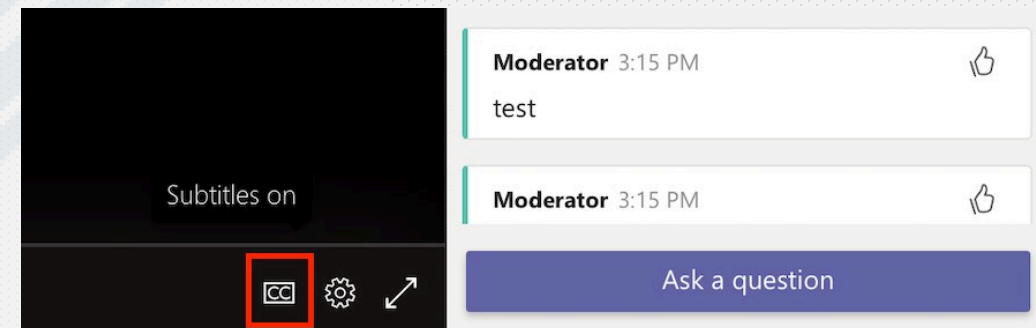 Subtitles on
CC
Moderator 3:15 PM
test
Moderator 3:15 PM
Ask a question